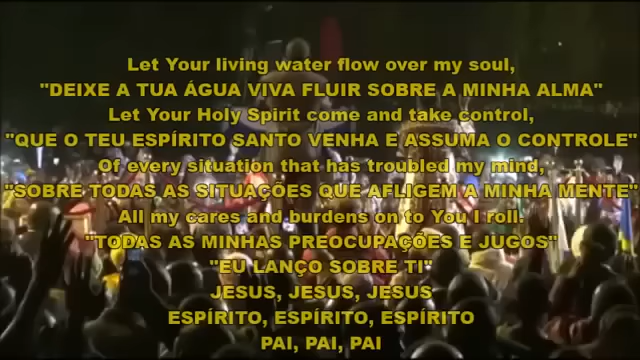 Let Your living water flow over my soul,
"DEIXE A TUA ÁGUA VIVA FLUIR SOBRE A MINHA ALMA"
Let Your Holy Spirit come and take control,
"QUE O TEU ESPÍRITO SANTO VENHA E ASSUMA O CONTROLE"
Of every situation that has troubled my mind,
"SOBRE TODAS AS SITUAÇÕES QUE AFLIGEM A MINHA MENTE"
All my cares and burdens on to You I roll.
"TODAS AS MINHAS PREOCUPAÇÕES E JUGOS"
"EU LANÇO SOBRE TI"
JESUS, JESUS, JESUS
ESPÍRITO, ESPÍRITO, ESPÍRITO
PAI, PAI, PAI